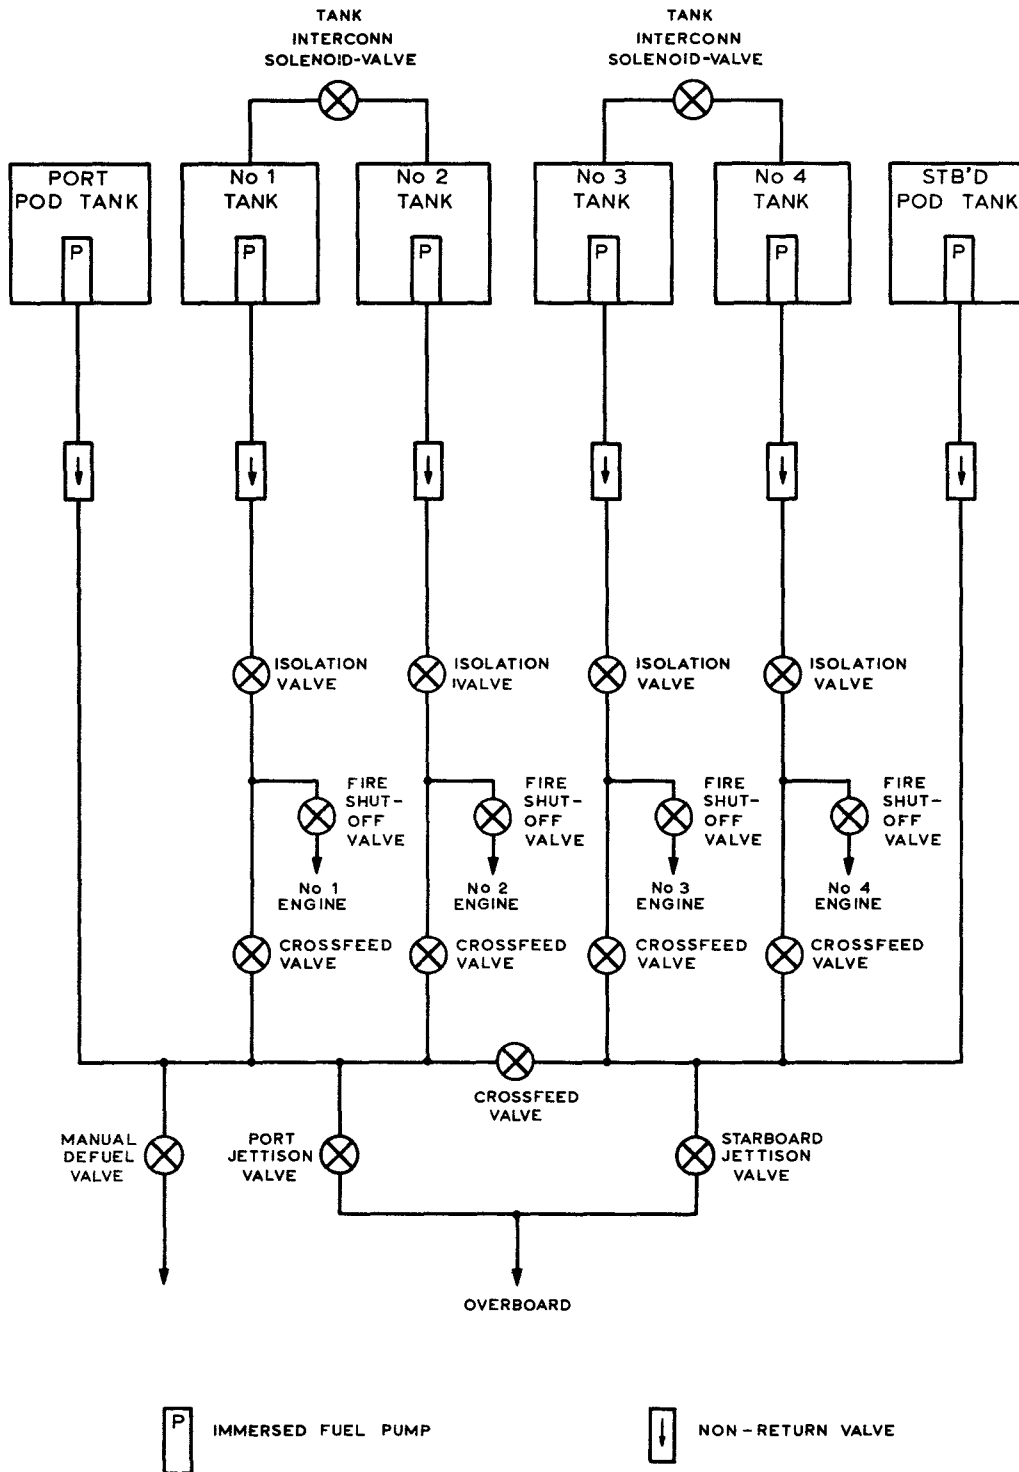 TANK
INTERCONN
SOLENOID-VALVE
TANK
INTERCONN
SOLENOID-VALVE
PORT
POD TANK
P
No 1
TANK
P
No 2
TANK
P
No 3
TANK
P
No 4
TANK
P
STB'D
POD TANK
P
ISOLATION
VALVE
ISOLATION
IVALVE
ISOLATION
VALVE
ISOLATION
VALVE
FIRE
SHUT-
OFF
VALVE
FIRE
SHUT-
OFF
VALVE
FIRE
SHUT-
OFF
VALVE
FIRE
SHUT-
OFF
VALVE
No 1
ENGINE
No 2
ENGINE
No 3
ENGINE
No 4
ENGINE
CROSSFEED
VALVE
CROSSFEED
VALVE
CROSSFEED
VALVE
CROSSFEED
VALVE
CROSSFEED
VALVE
MANUAL
DEFUEL
VALVE
PORT
JETTISON
VALVE
STARBOARD
JETTISON
VALVE
OVERBOARD
P
IMMERSED FUEL PUMP
NON-RETURN VALVE